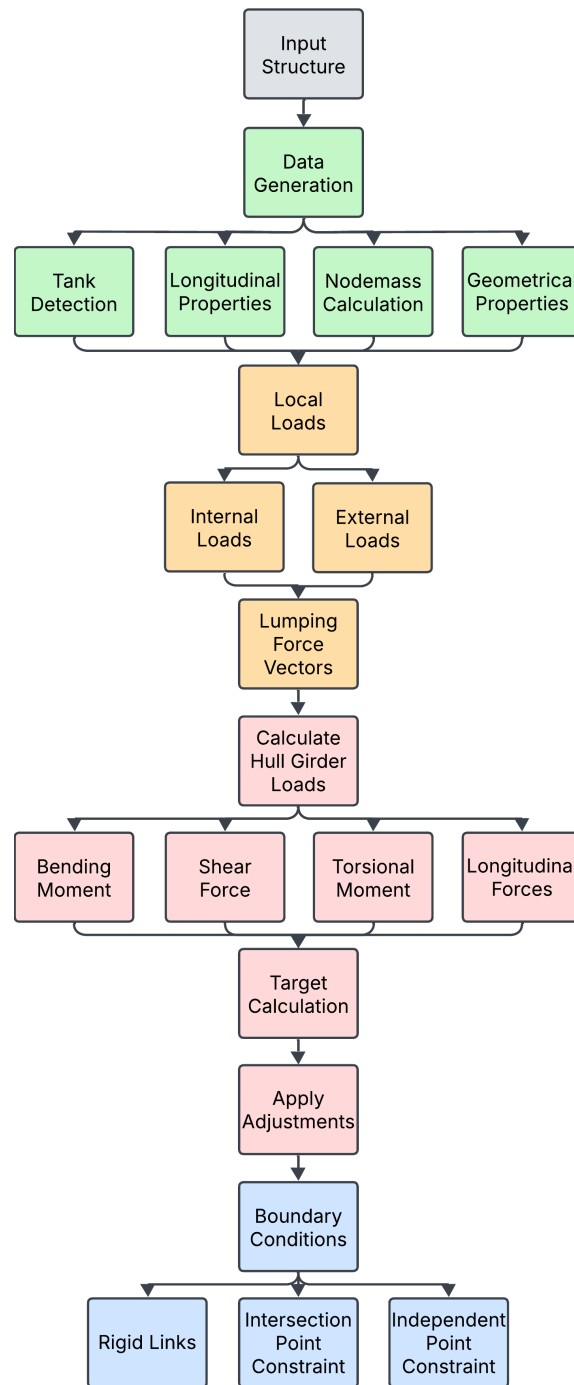 Input
Structure
Data
Generation
Tank
Detection
Longitudinal
Properties
Nodemass
Calculation
Geometrica
Properties
Local
Loads
Internal
Loads
External
Loads
Lumping
Force
Vectors
Calculate
Hull Girder
Loads
Bending
Moment
Shear
Force
Torsional
Moment
Longitudina
Forces
Target
Calculation
Apply
Adjustments
Boundary
Conditions
Rigid Links
Intersection
Point
Constraint
Independent
Point
Constraint